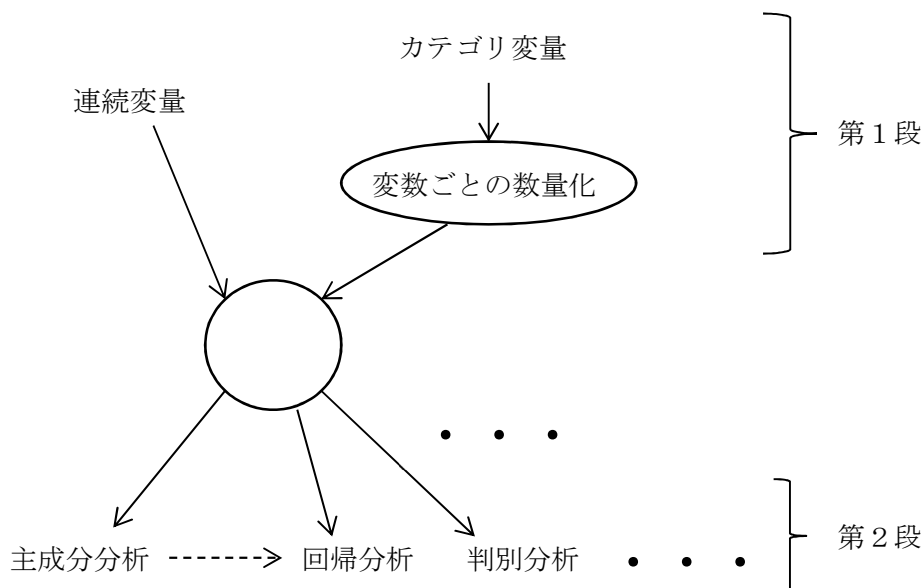 カテゴリ変量
連続変量
第１段
変数ごとの数量化
・ ・ ・
第２段
主成分分析
回帰分析
判別分析
・ ・ ・